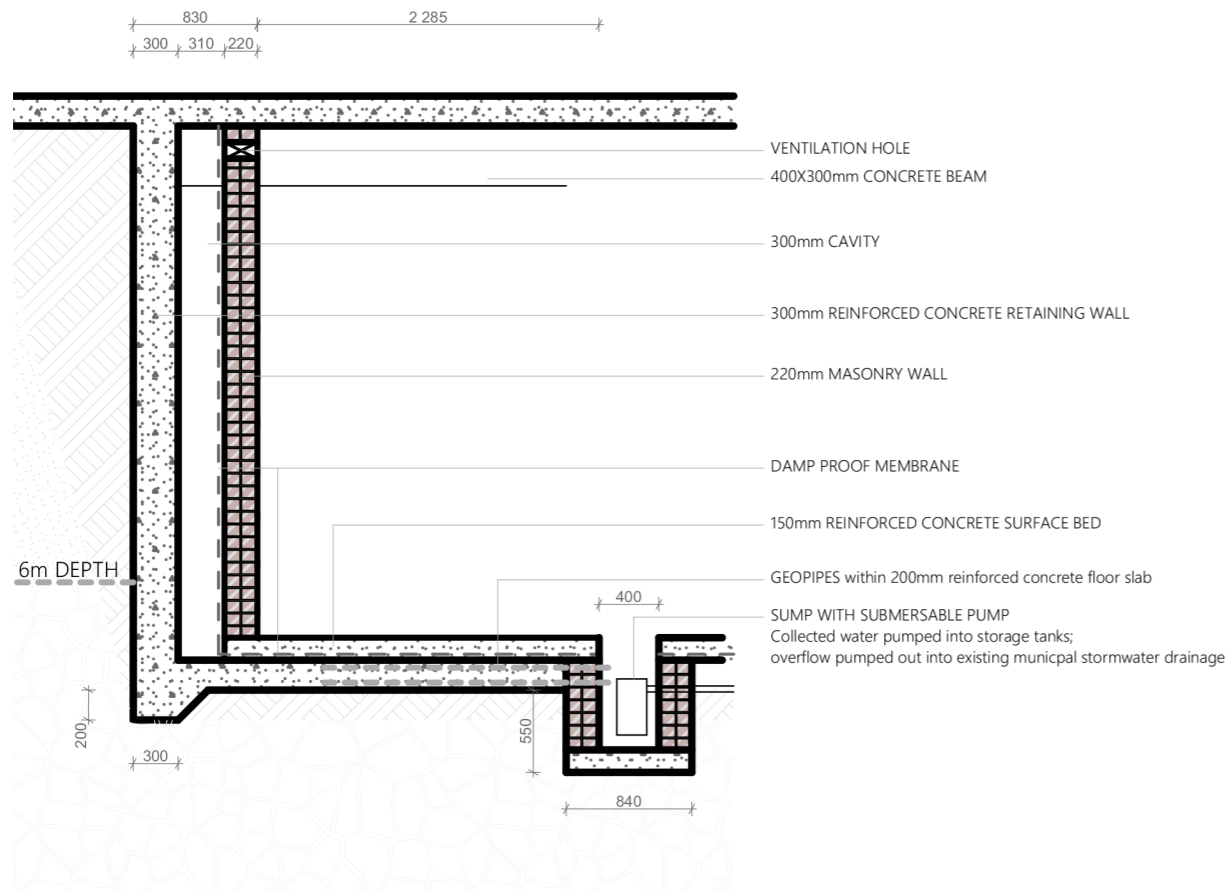 830
2 285
300
310
220
VENTILATION HOLE
400X300mm CONCRETE BEAM
300mm CAVITY
300mm REINFORCED CONCRETE RETAINING WALL
220mm MASONRY WALL
DAMP PROOF MEMBRANE
150mm REINFORCED CONCRETE SURFACE BED
6m DEPTH
GEOPIPES within 200mm reinforced concrete floor slab
400
SUMP WITH SUBMERSABLE PUMP
Collected water pumped into storage tanks;
overflow pumped out into existing municpal stormwater drainage
200
550
300
840